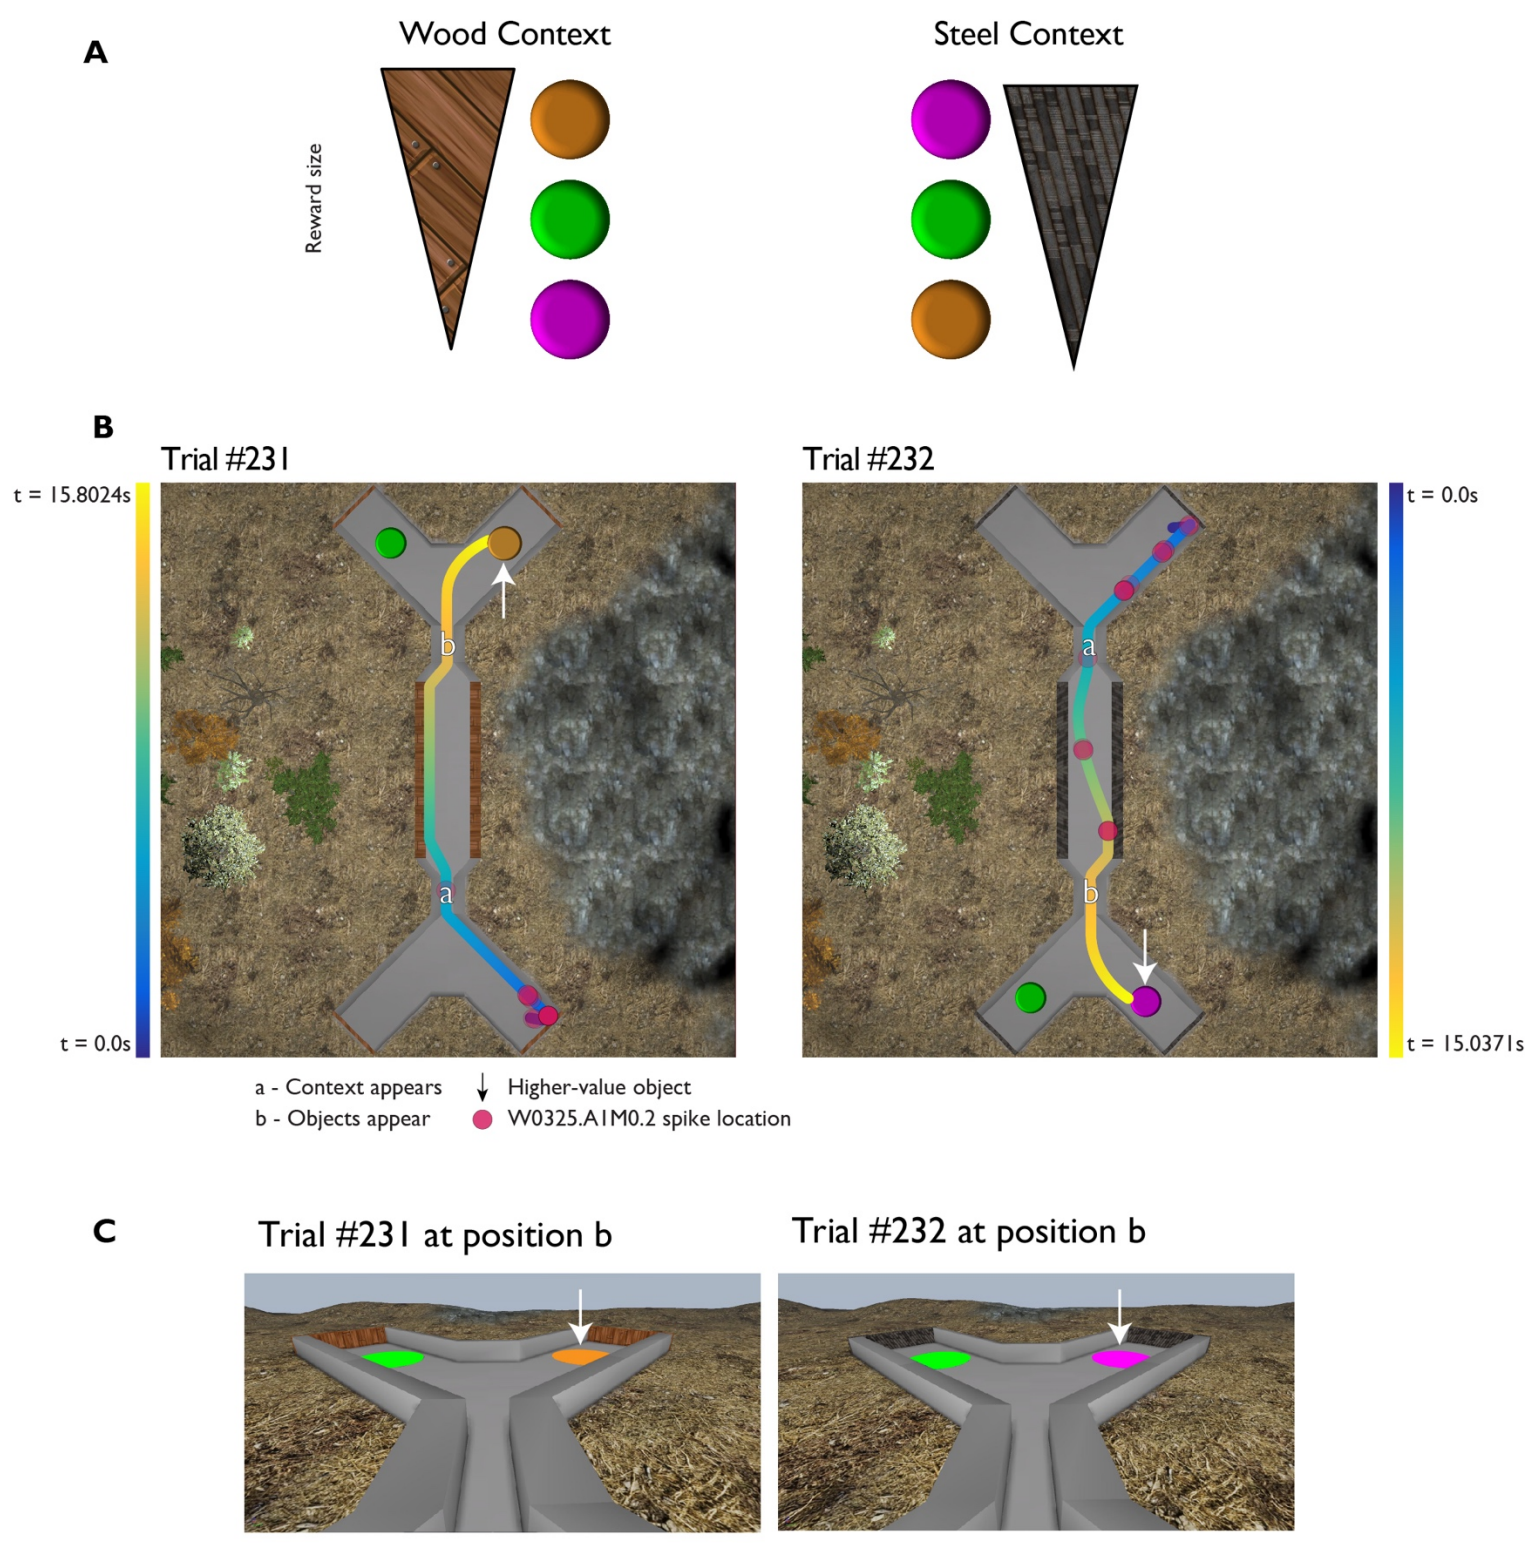 A
Wood Context
Steel Context
Reward size
B
Trial #231
Trial #232
t = 15.8024s
t = 0.0s
b
a
a
b
t = 0.0s
t = 15.0371s
a - Context appears
Higher-value object
b - Objects appear
W0325.A1M0.2 spike location
C
Trial #231 at position b
Trial #232 at position b